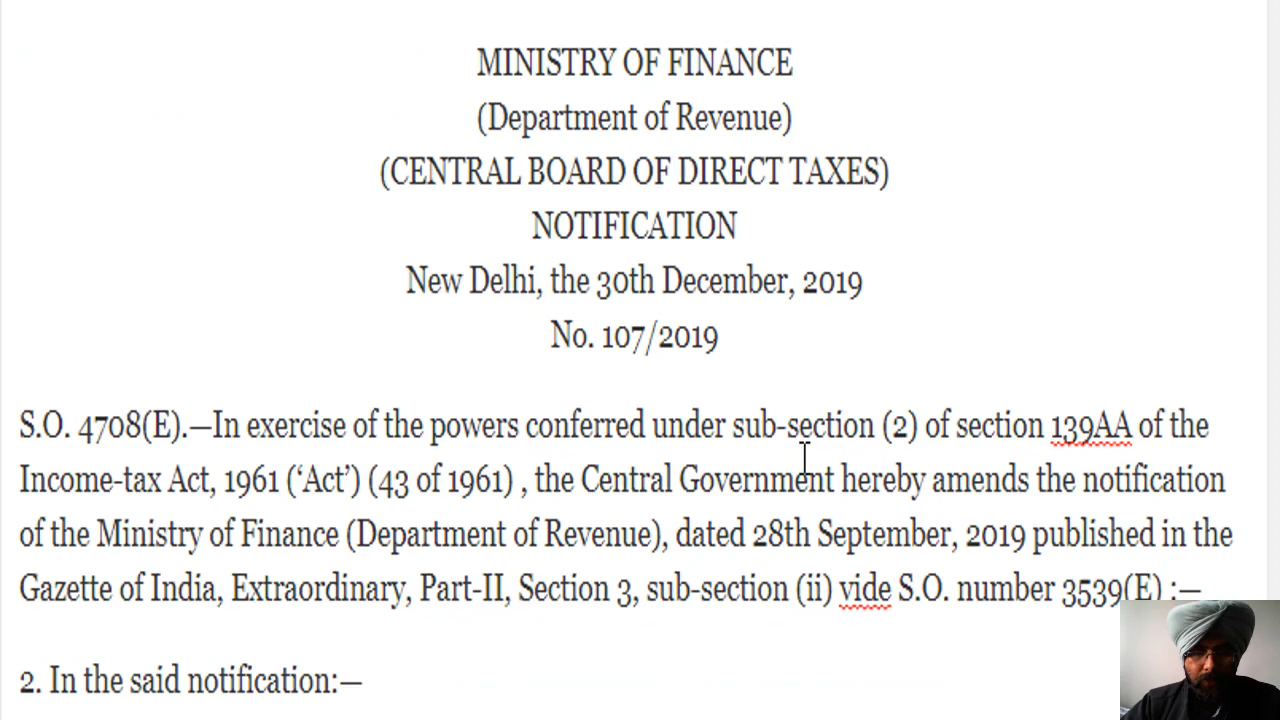 MINISTRY OF FINANCE
(Department of Revenue)
(CENTRAL BOARD OF DIRECT TAXES)
NOTIFICATION
New Delhi, the 30th December, 2019
No. 107/2019
S.O. 4708(E).—In exercise of the powers conferred under sub-section (2) of section 139AA of the
Income-tax Act, 1961 (‘Act’) (43 of 1961) , the Central Government hereby amends the notification
of the Ministry of Finance (Department of Revenue), dated 28th September, 2019 published in the
Gazette of India, Extraordinary, Part-II, Section 3, sub-section (ii) vide S.O. number 3539(E) :—
2. In the said notification:—